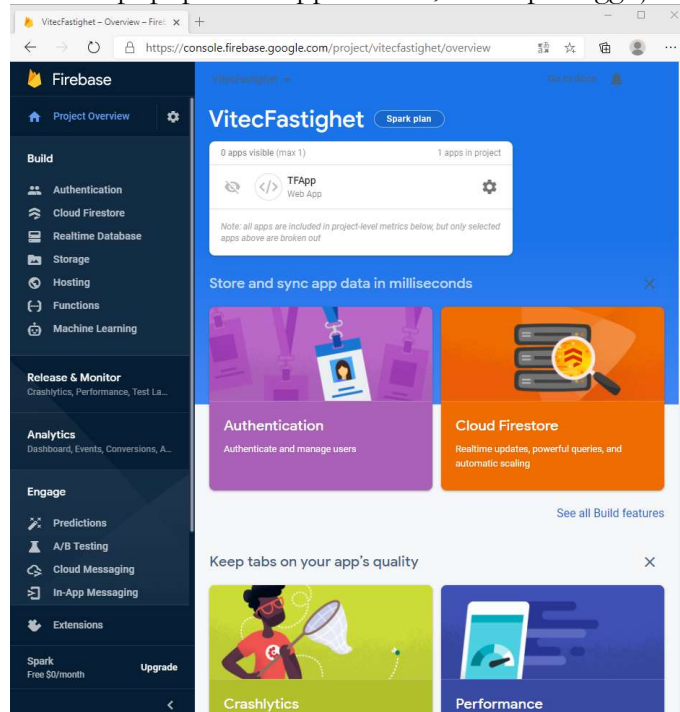 VitecFastighet – Overview – Fireb
https://console.firebase.google.com/project/vitecfastighet/overview
Firebase
Project Overview
Build
Authentication
Cloud Firestore
Realtime Database
Storage
Hosting
Functions
Machine Learning
Release & Monitor
Crashlytics, Performance, Test La...
Analytics
Dashboard, Events, Conversions, A...
Engage
Predictions
A/B Testing
Cloud Messaging
In-App Messaging
Extensions
Spark
Free $0/month
Upgrade
VitecFastighet
Go to docs
VitecFastighet
Spark plan
0 apps visible (max 1)
1 apps in project
TFApp
Web App
Note: all apps are included in project-level metrics below, but only selected
apps above are broken out
Store and sync app data in milliseconds
Authentication
Authenticate and manage users
Cloud Firestore
Realtime updates, powerful queries, and
automatic scaling
See all Build features
Keep tabs on your app's quality
Crashlytics
Performance